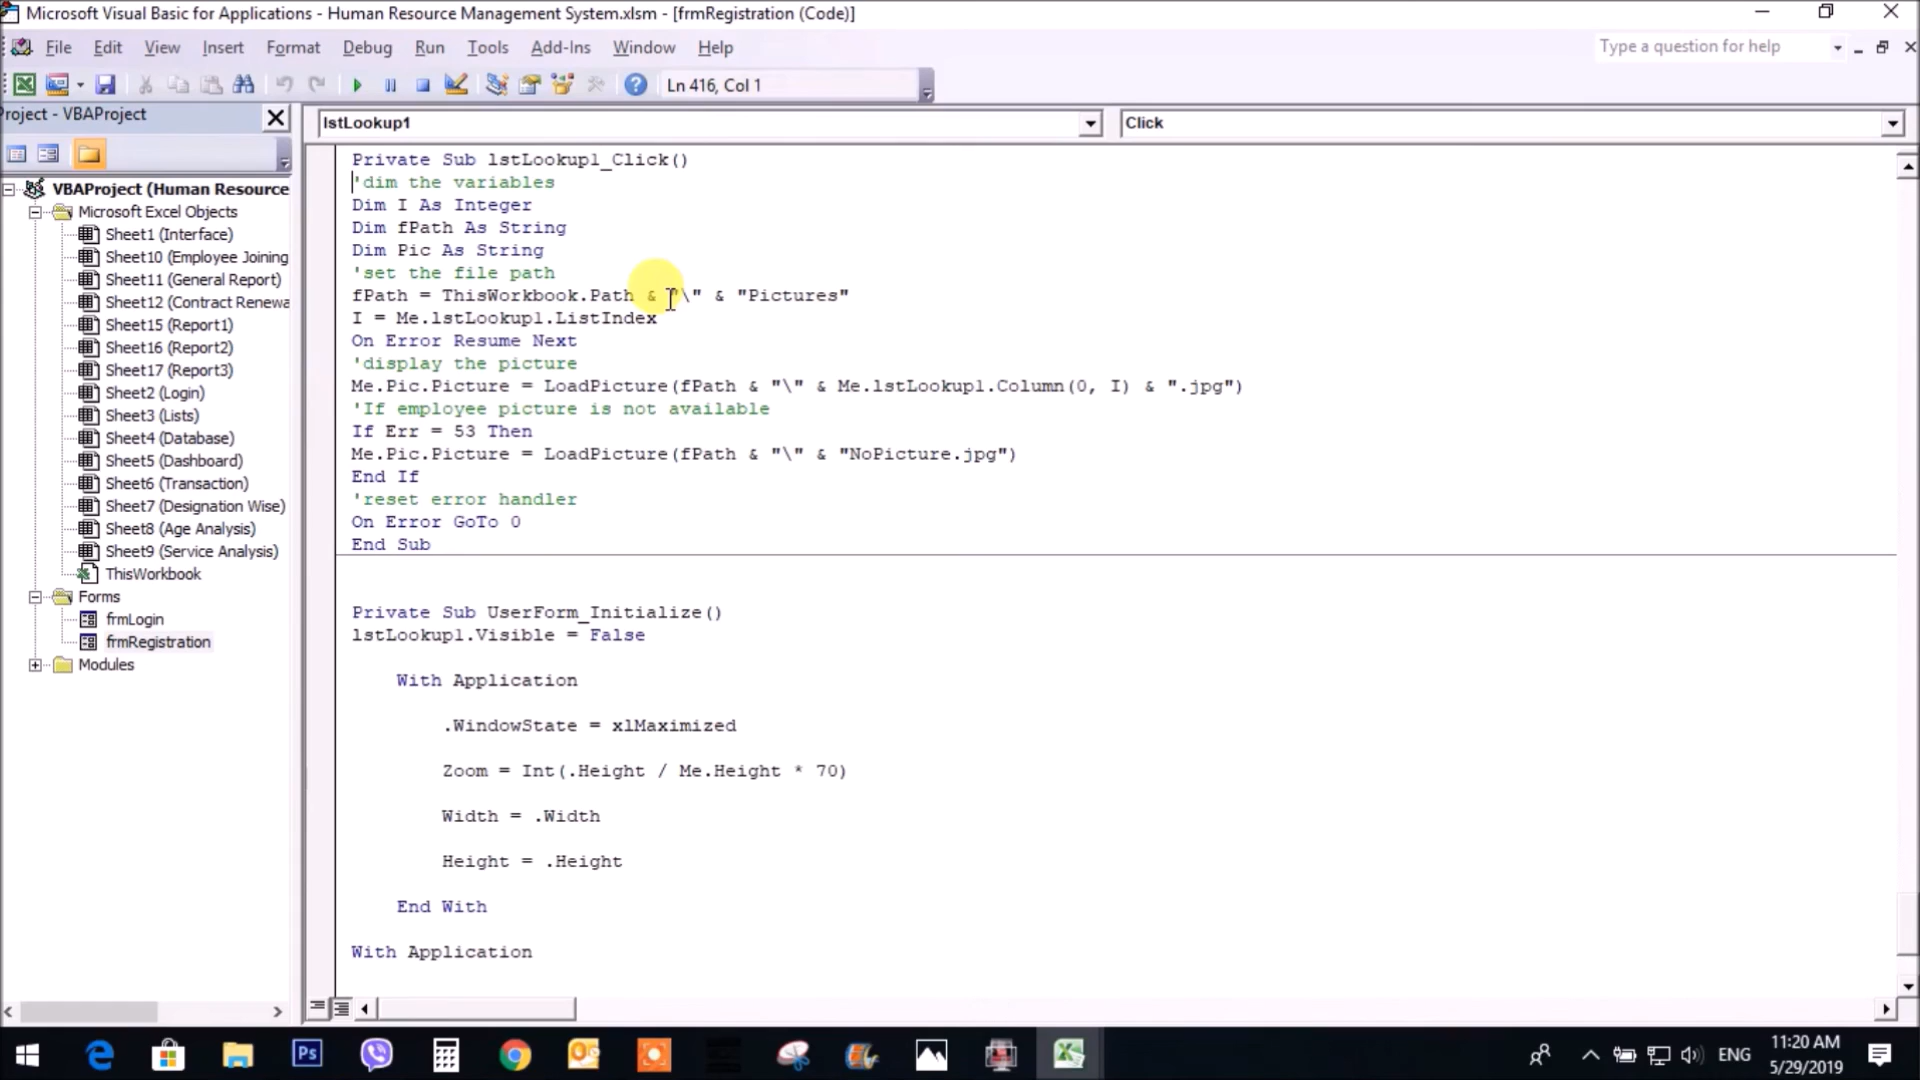 Microsoft Visual Basic for Applications - Human Resource Management System.xlsm - [frmRegistration (Code)]
File Edit View Insert Format Debug Run Tools Add-Ins Window Help
Type a question for help
Ln 416, Col 1
Project - VBAProject
lstLookup1
Click
VBAProject (Human Resource
Microsoft Excel Objects
Sheet1 (Interface)
Sheet10 (Employee Joining
Sheet11 (General Report)
Sheet12 (Contract Renewa
Sheet15 (Report1)
Sheet16 (Report2)
Sheet17 (Report3)
Sheet2 (Login)
Sheet3 (Lists)
Sheet4 (Database)
Sheet5 (Dashboard)
Sheet6 (Transaction)
Sheet7 (Designation Wise)
Sheet8 (Age Analysis)
Sheet9 (Service Analysis)
ThisWorkbook
Forms
frmLogin
frmRegistration
Modules
Private Sub lstLookup1_Click()
'dim the variables
Dim I As Integer
Dim fPath As String
Dim Pic As String
'set the file path
fPath = ThisWorkbook.Path & "\" & "Pictures"
I = Me.lstLookup1.ListIndex
On Error Resume Next
'display the picture
Me.Pic.Picture = LoadPicture(fPath & "\" & Me.lstLookup1.Column(0, I) & ".jpg")
'If employee picture is not available
If Err = 53 Then
Me.Pic.Picture = LoadPicture(fPath & "\" & "NoPicture.jpg")
End If
'reset error handler
On Error GoTo 0
End Sub
Private Sub UserForm_Initialize()
lstLookup1.Visible = False
With Application
.WindowState = xlMaximized
Zoom = Int(.Height / Me.Height * 70)
Width = .Width
Height = .Height
End With
With Application
Ps
ENG
11:20 AM
5/29/2019